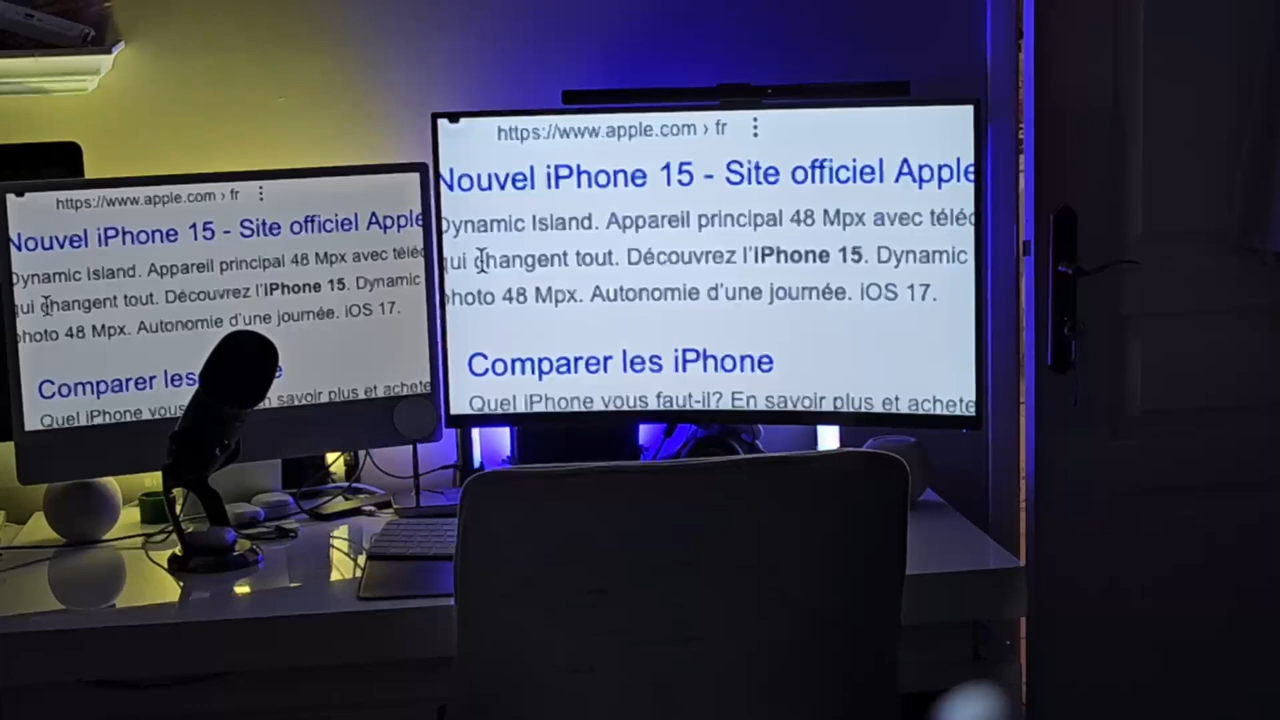 https://www.apple.com › fr
Nouvel iPhone 15 - Site officiel Apple
Dynamic Island. Appareil principal 48 Mpx avec télé
qui changent tout. Découvrez l'iPhone 15. Dynamic
photo 48 Mpx. Autonomie d'une journée. iOS 17.
Comparer les
Quel iPhone vous en savoir plus et achete
https://www.apple.com › fr
Nouvel iPhone 15 - Site officiel Apple
Dynamic Island. Appareil principal 48 Mpx avec téléc
qui changent tout. Découvrez l'iPhone 15. Dynamic
photo 48 Mpx. Autonomie d'une journée. iOS 17.
Comparer les iPhone
Quel iPhone vous faut-il? En savoir plus et achete